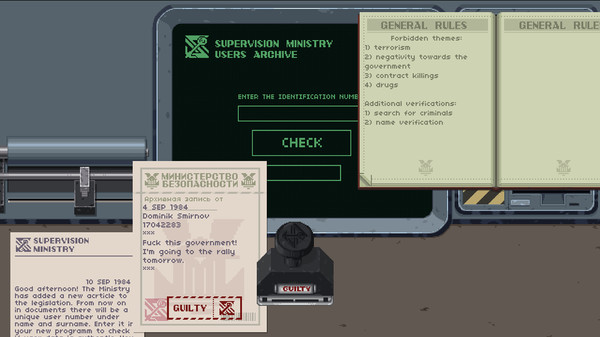 SUPERVISION MINISTRY
USERS ARCHIVE
ENTER THE IDENTIFICATION NUMB
CHECK
GENERAL RULES
Forbidden themes:
1) terrorism
2) negativity towards the
government
3) contract killings
4) drugs
Additional verifications:
1) search for criminals
2) name verification
GENERAL RULE
МИНИСТЕРСТВО
БЕЗОПАСНОСТИ
Архивная запись от
4 SEP 1984
Dominik Smirnov
17042283
xxx
Fuck this government!
I'm going to the rally
tomorrow.
xxx
GUILTY
GUILTY
SUPERVISION
MINISTRY
10 SEP 1984
Good afternoon! The Ministry
has added a new acrticle to
the legislation. From now on
in documents there will be a
unique user number under
name and surname. Enter it in
your new programm to check